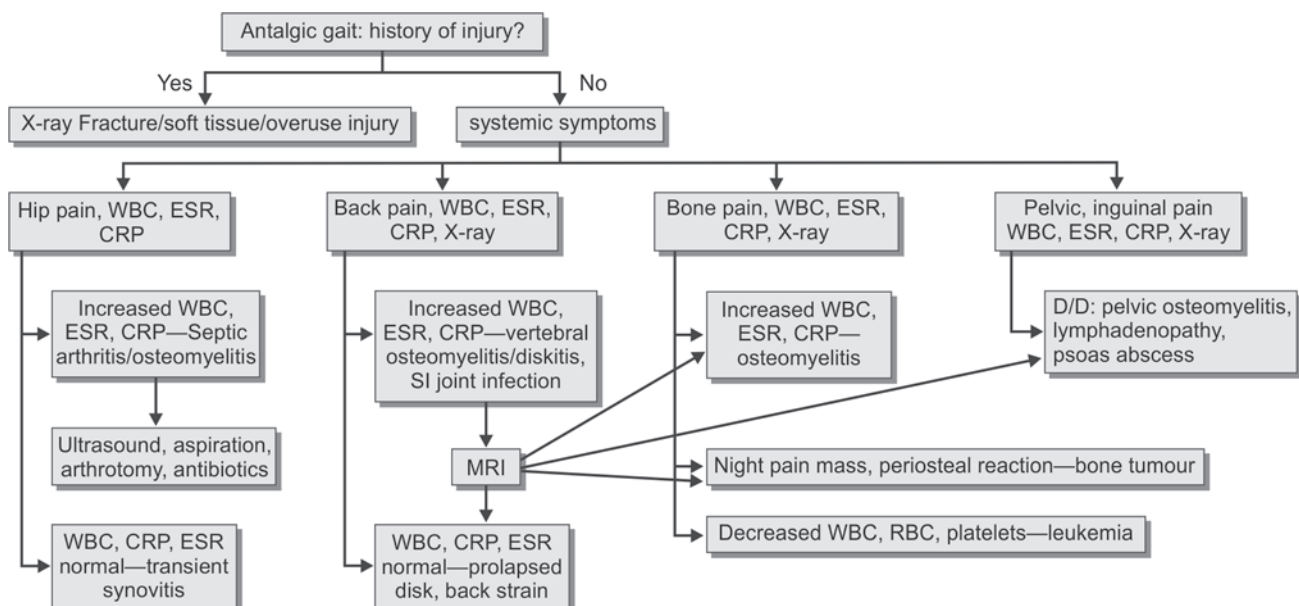 Antalgic gait: history of injury?
Yes
No
X-ray Fracture/soft tissue/overuse injury
systemic symptoms
Hip pain, WBC, ESR,
CRP
Back pain, WBC, ESR,
CRP, X-ray
Bone pain, WBC, ESR,
CRP, X-ray
Pelvic, inguinal pain
WBC, ESR, CRP, X-ray
Increased WBC,
ESR, CRP—Septic
arthritis/osteomyelitis
Increased WBC,
ESR, CRP—vertebral
osteomyelitis/diskitis,
SI joint infection
Increased WBC,
ESR, CRP—
osteomyelitis
D/D: pelvic osteomyelitis,
lymphadenopathy,
psoas abscess
Ultrasound, aspiration,
arthrotomy, antibiotics
MRI
Night pain mass, periosteal reaction—bone tumour
Decreased WBC, RBC, platelets—leukemia
WBC, CRP, ESR
normal—transient
synovitis
WBC, CRP, ESR
normal—prolapsed
disk, back strain